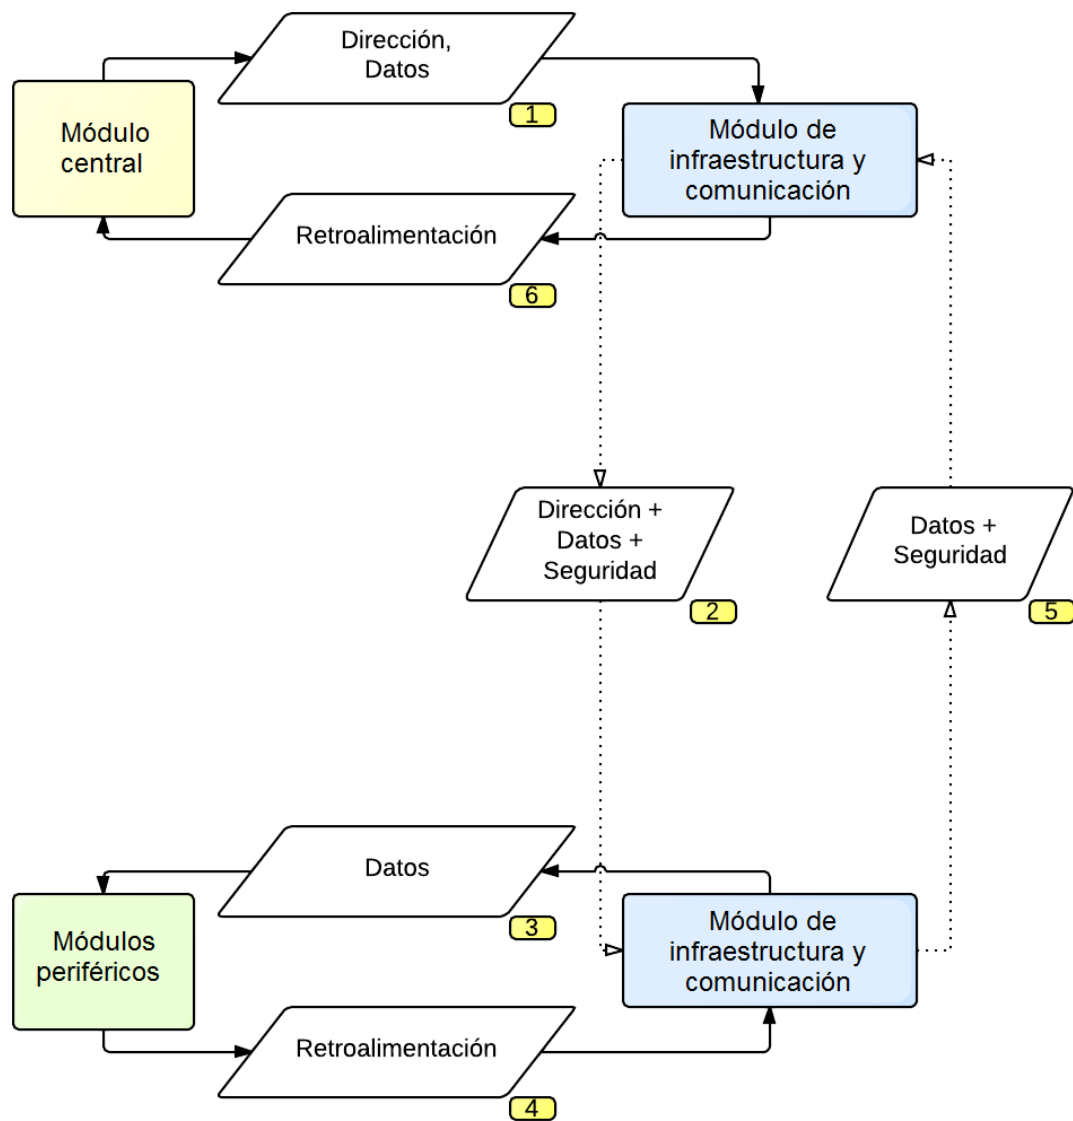 Dirección,
Datos
1
Módulo
central
Módulo de
infraestructura y
comunicación
Retroalimentación
6
Dirección +
Datos +
Seguridad
2
Datos +
Seguridad
5
Datos
3
Módulos
periféricos
Módulo de
infraestructura y
comunicación
Retroalimentación
4